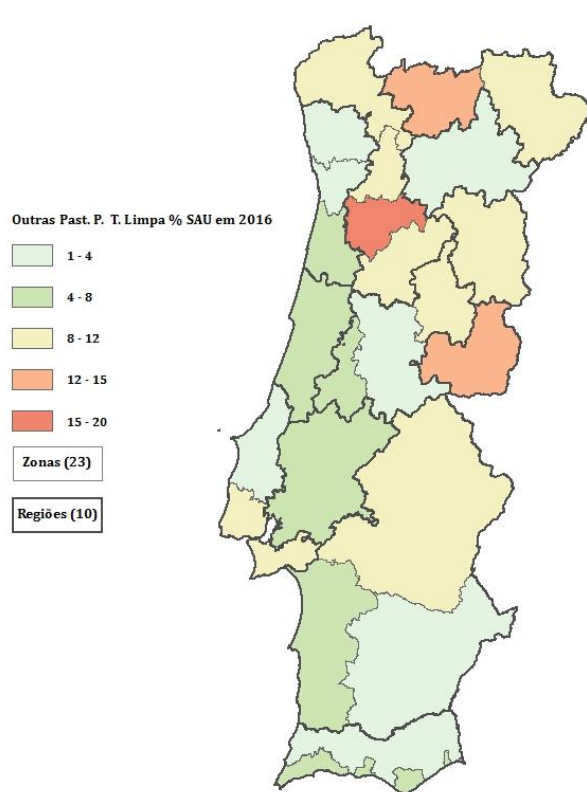 Outras Past. P. T. Limpa % SAU em 2016
1 - 4
4 - 8
8 - 12
12 - 15
15 - 20
Zonas (23)
Regiões (10)